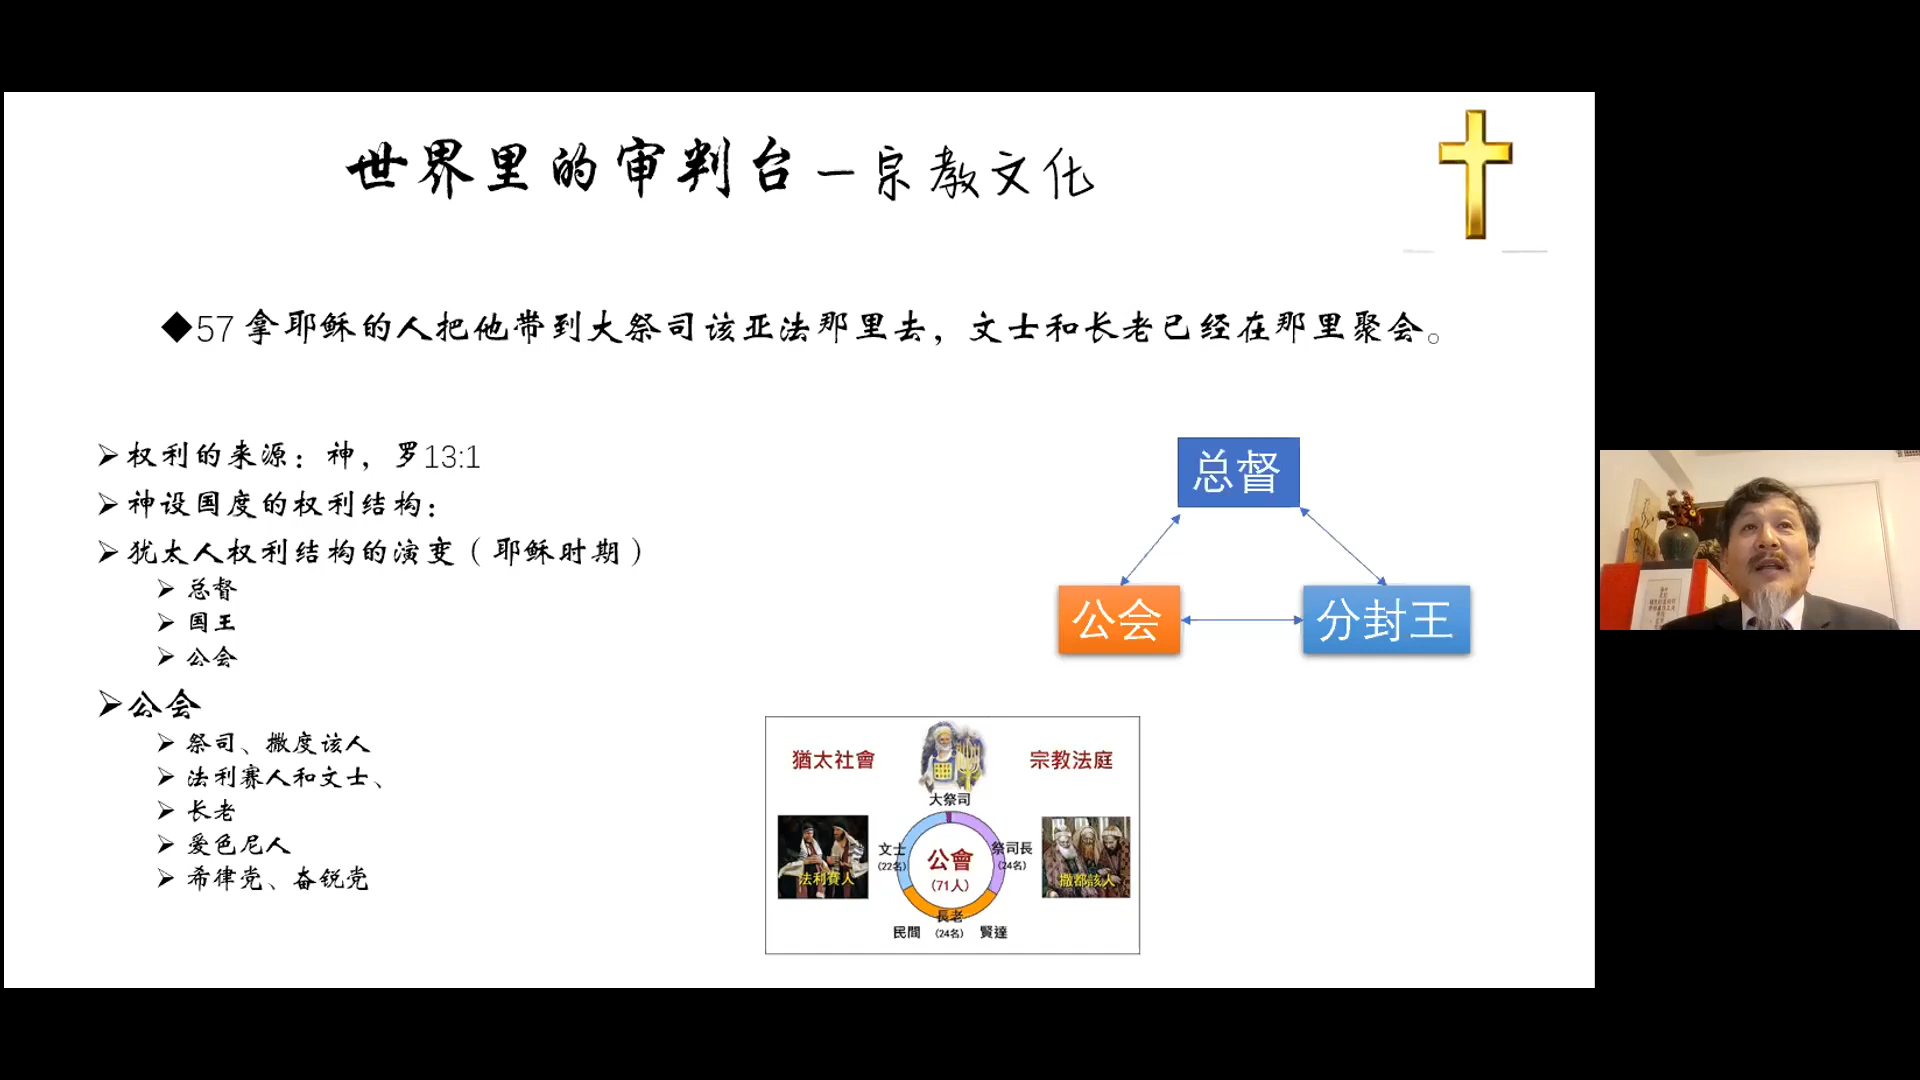 世界里的审判台—宗教文化
◆57 拿耶稣的人把他带到大祭司该亚法那里去，文士和长老已经在那里聚会。
➢权利的来源：神，罗13:1
➢神设国度的权利结构：
➢犹太人权利结构的演变（耶稣时期）
➢总督
➢国王
➢公会
➢公会
➢祭司、撒度该人
➢法利赛人和文士、
➢长老
➢爱色尼人
➢希律党、奋锐党
总督
公会
分封王
猶太社會
宗教法庭
大祭司
文士
(22名)
祭司長
(24名)
公會
(71人)
法利賽人
撒都該人
長老
民間 (24名) 賢達